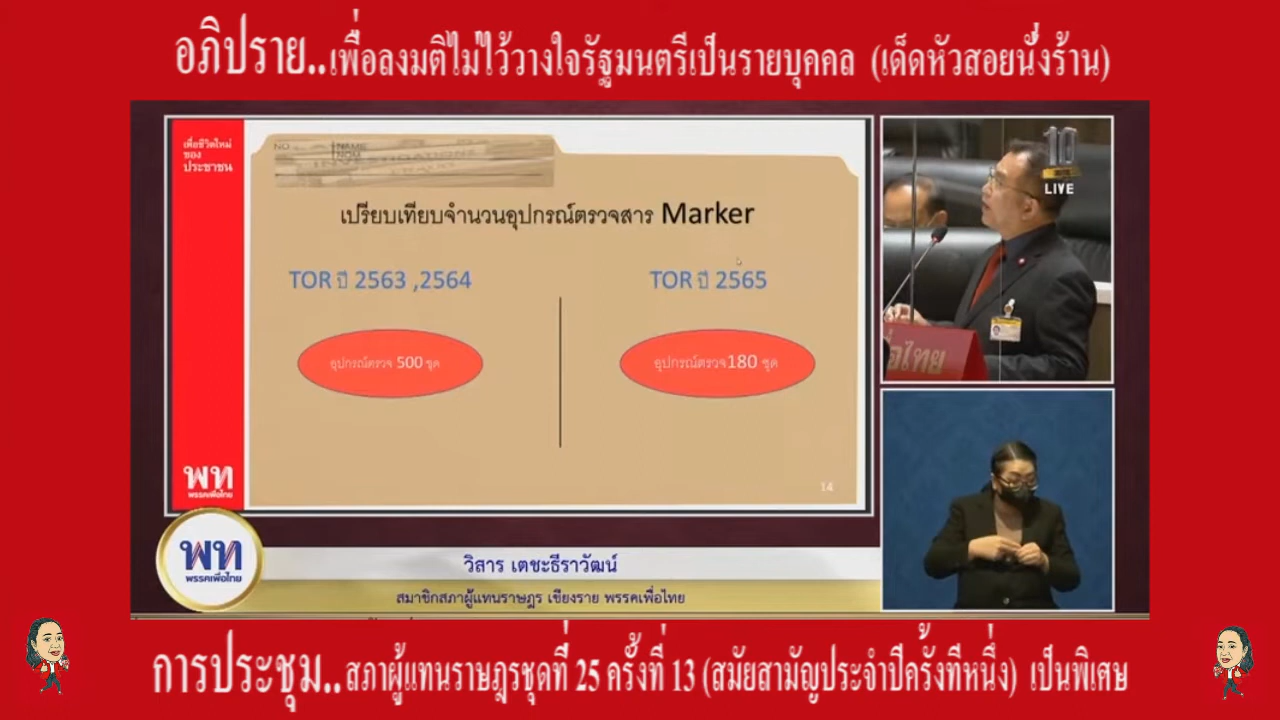 อภิปราย..เพื่อลงมติไม่ไว้วางใจรัฐมนตรีเป็นรายบุคคล (เด็ดหัวสอยนั่งร้าน)
เพื่อชีวิตใหม่
ของ
ประชาชน
NO
NAME
NOM
INVESTIGATIONS
FRAUD
เปรียบเทียบจำนวนอุปกรณ์ตรวจสาร Marker
TOR ปี 2563 ,2564
TOR ปี 2565
อุปกรณ์ตรวจ 500 ชุด
อุปกรณ์ตรวจ180 ชุด
14
พท
พรรคเพื่อไทย
10
LIVE
เพื่อไทย
พท
พรรคเพื่อไทย
วิสาร เตชะธีราวัฒน์
สมาชิกสภาผู้แทนราษฎร เชียงราย พรรคเพื่อไทย
การประชุม..สภาผู้แทนราษฎรชุดที่ 25 ครั้งที่ 13 (สมัยสามัญประจำปีครั้งที่หนึ่ง) เป็นพิเศษ